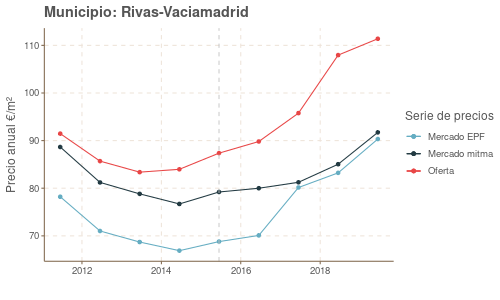 Municipio: Rivas-Vaciamadrid
Precio anual €/m²
110
100
90
80
70
2012
2014
2016
2018
Serie de precios
Mercado EPF
Mercado mitma
Oferta